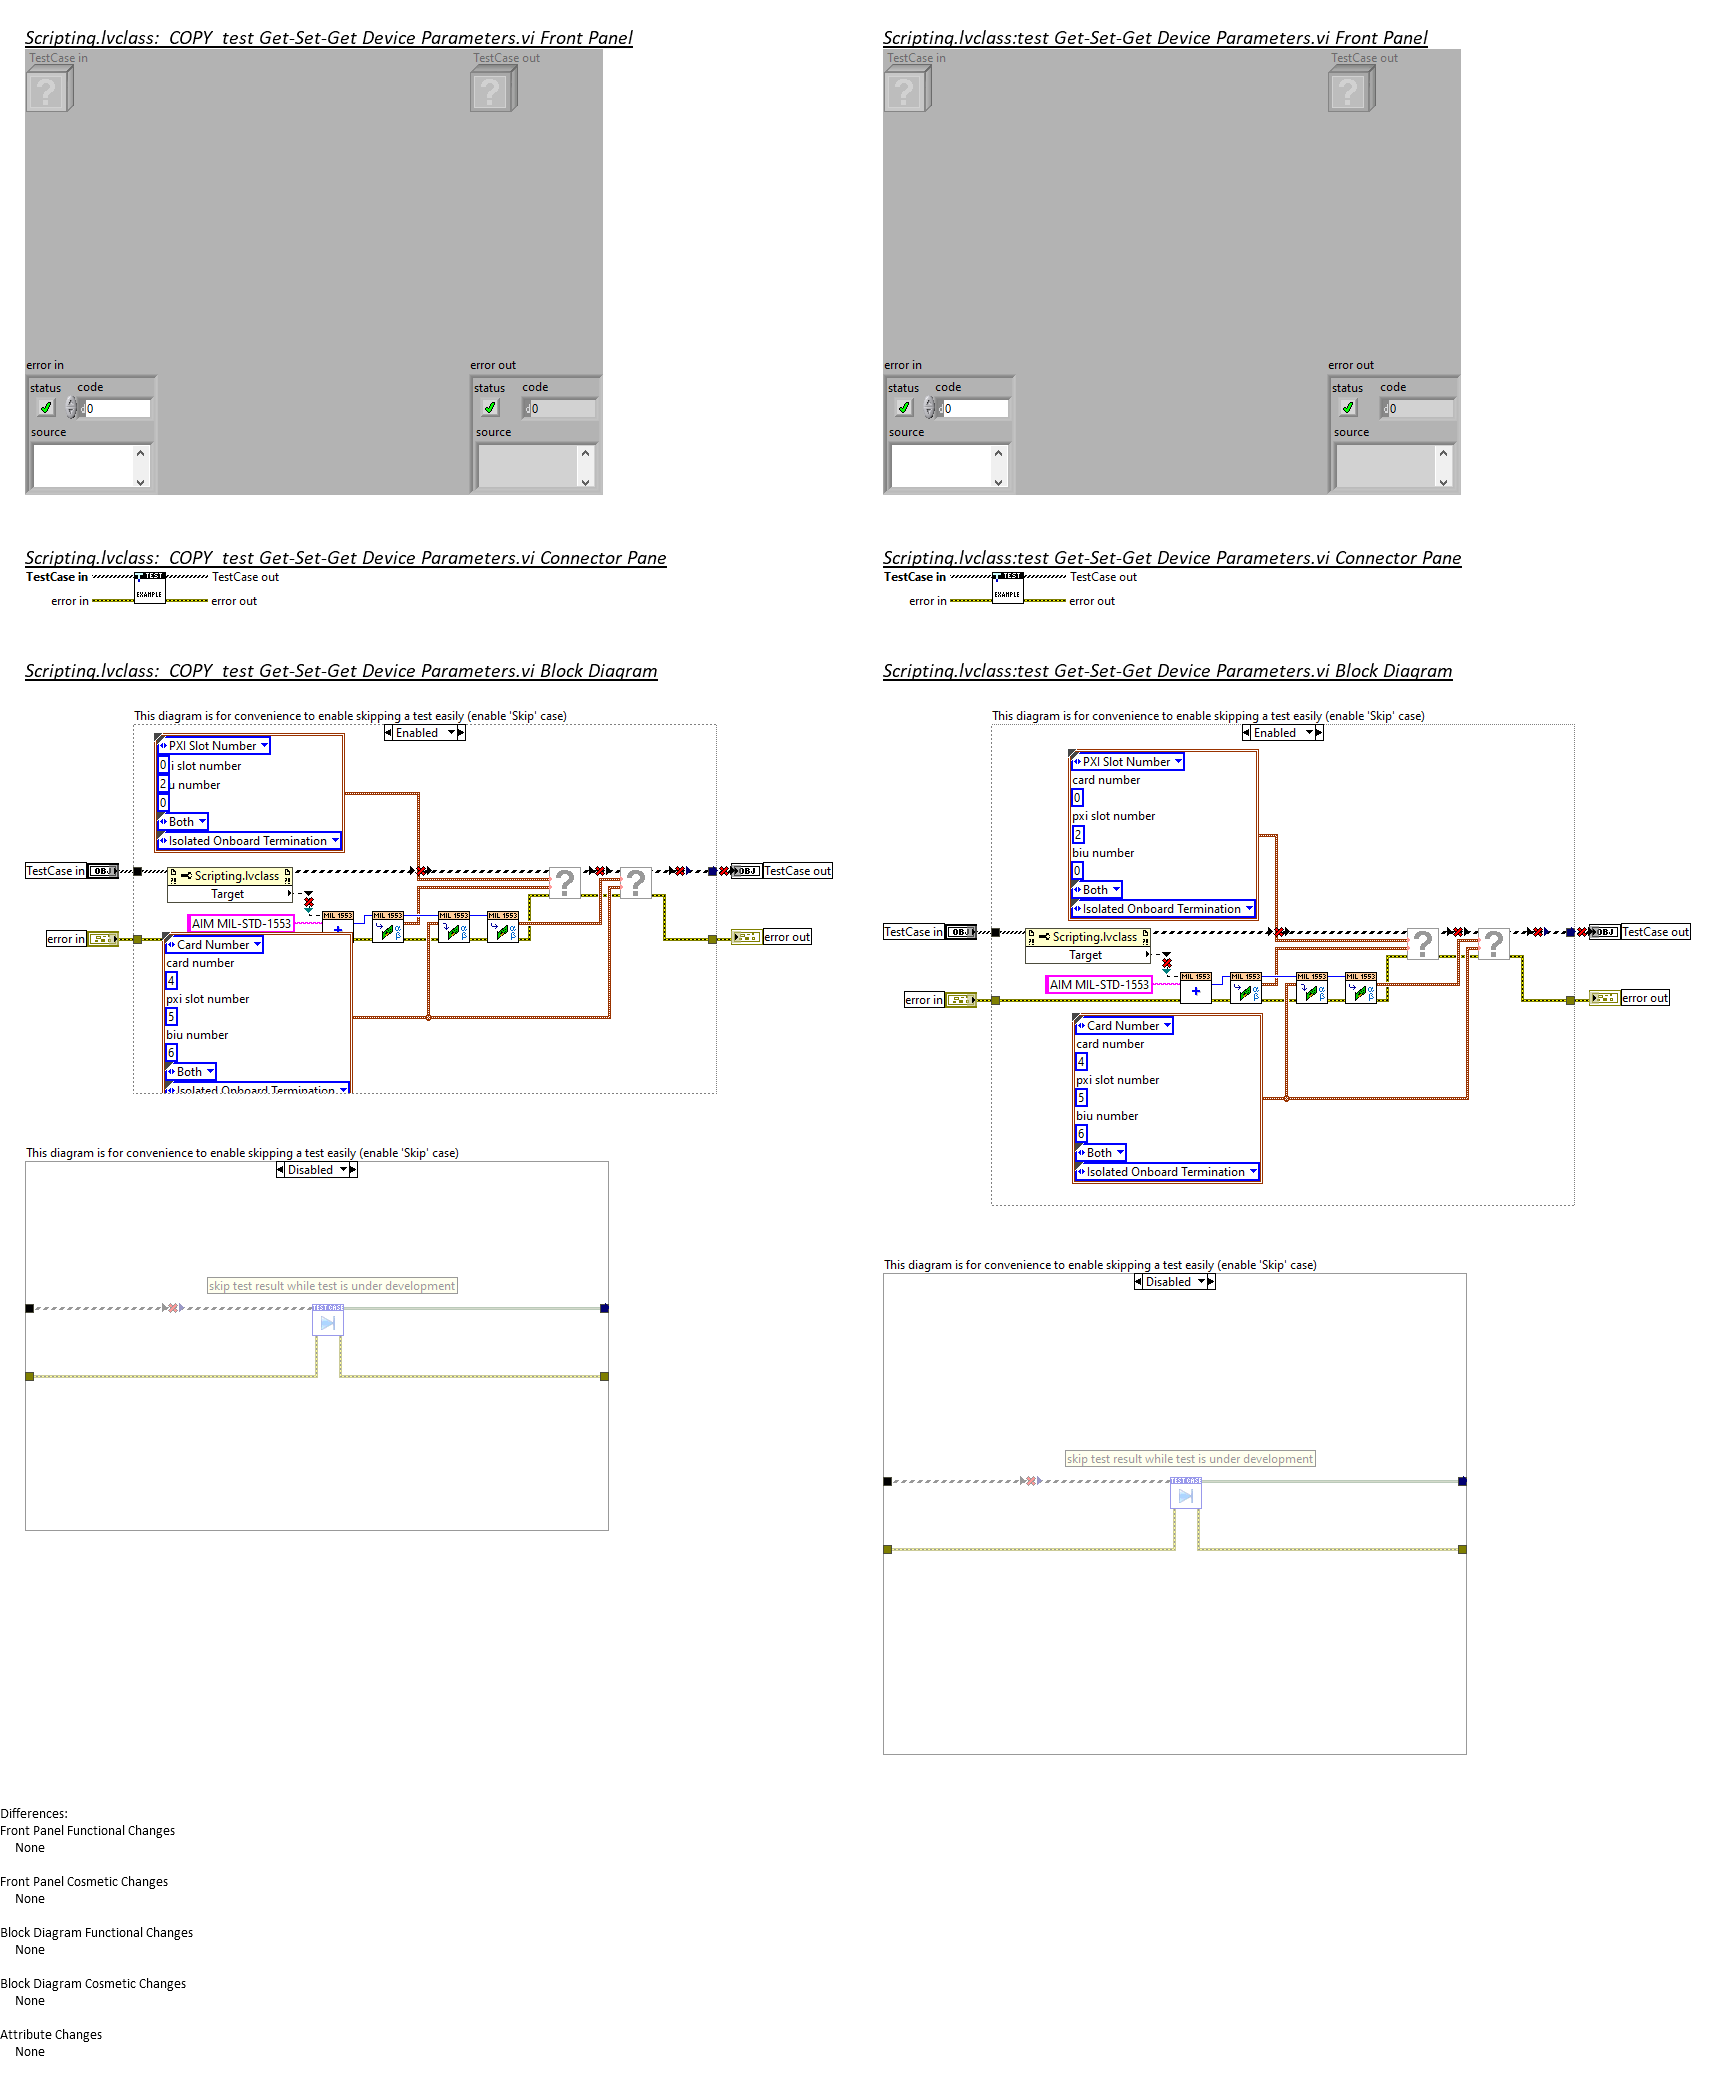 Scripting.lvclass:_COPY_test Get-Set-Get Device Parameters.vi Front Panel
TestCase in
TestCase out
error in
error out
status code
status code
0
0
source
source
Scripting.lvclass:_COPY_test Get-Set-Get Device Parameters.vi Connector Pane
TestCase in
TEST
TestCase out
error in
EXAMPLE
error out
Scripting.lvclass:_COPY_test Get-Set-Get Device Parameters.vi Block Diagram
This diagram is for convenience to enable skipping a test easily (enable 'Skip' case)
Enabled
PXI Slot Number
0 i slot number
2 u number
0
Both
Isolated Onboard Termination
TestCase in
OBJ
Scripting.lvclass
Target
OBJ
TestCase out
AIM MIL-STD-1553
MIL 1553
MIL 1553
MIL 1553
MIL 1553
error in
error out
Card Number
card number
4
pxi slot number
5
biu number
6
Both
Isolated Onboard Termination
This diagram is for convenience to enable skipping a test easily (enable 'Skip' case)
Disabled
skip test result while test is under development
TEST CASE
Scripting.lvclass:test Get-Set-Get Device Parameters.vi Front Panel
TestCase in
TestCase out
error in
error out
status code
status code
0
0
source
source
Scripting.lvclass:test Get-Set-Get Device Parameters.vi Connector Pane
TestCase in
TEST
TestCase out
error in
EXAMPLE
error out
Scripting.lvclass:test Get-Set-Get Device Parameters.vi Block Diagram
This diagram is for convenience to enable skipping a test easily (enable 'Skip' case)
Enabled
PXI Slot Number
card number
0
pxi slot number
2
biu number
0
Both
Isolated Onboard Termination
TestCase in
OBJ
Scripting.lvclass
Target
OBJ
TestCase out
AIM MIL-STD-1553
MIL 1553
MIL 1553
MIL 1553
MIL 1553
error in
error out
Card Number
card number
4
pxi slot number
5
biu number
6
Both
Isolated Onboard Termination
This diagram is for convenience to enable skipping a test easily (enable 'Skip' case)
Disabled
skip test result while test is under development
TEST CASE
Differences:
Front Panel Functional Changes
None
Front Panel Cosmetic Changes
None
Block Diagram Functional Changes
None
Block Diagram Cosmetic Changes
None
Attribute Changes
None